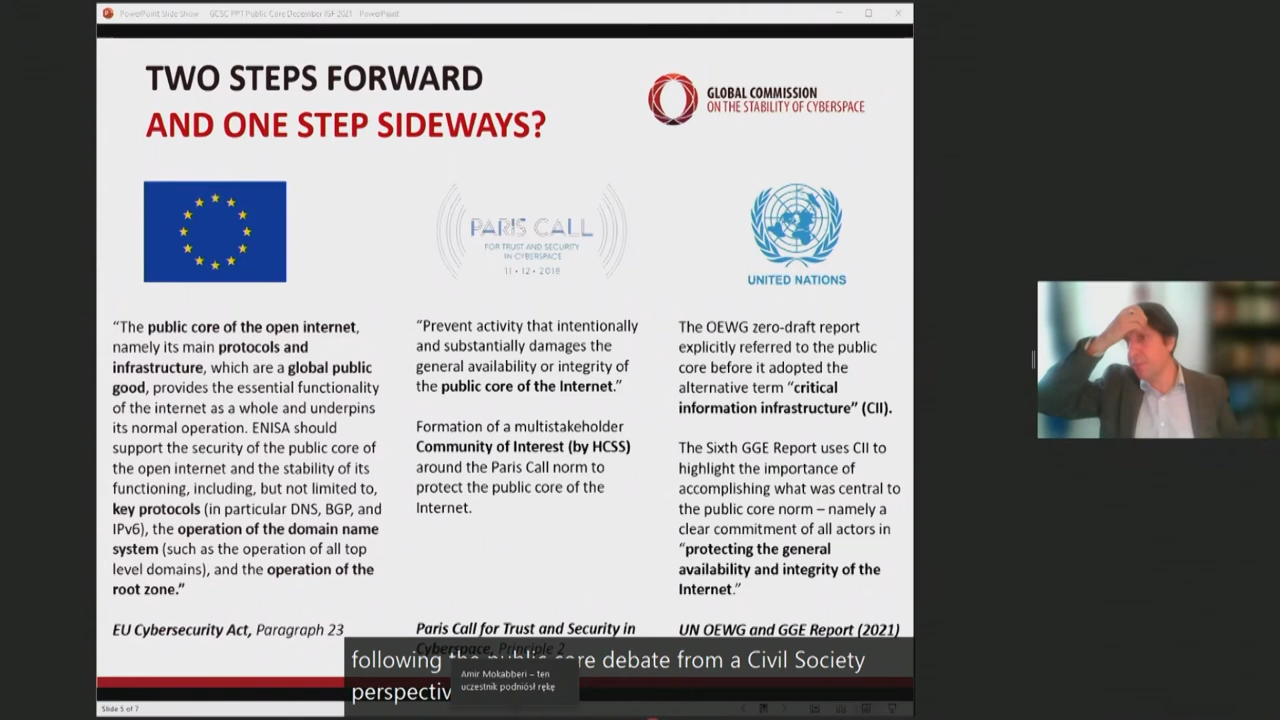 PowerPoint Slide Show - GCSC PPT Public Core December IGF 2021 - PowerPoint
TWO STEPS FORWARD
AND ONE STEP SIDEWAYS?
GLOBAL COMMISSION
ON THE STABILITY OF CYBERSPACE
“The public core of the open internet,
namely its main protocols and
infrastructure, which are a global public
good, provides the essential functionality
of the internet as a whole and underpins
its normal operation. ENISA should
support the security of the public core of
the open internet and the stability of its
functioning, including, but not limited to,
key protocols (in particular DNS, BGP, and
IPv6), the operation of the domain name
system (such as the operation of all top
level domains), and the operation of the
root zone.”
EU Cybersecurity Act, Paragraph 23
PARIS CALL
FOR TRUST AND SECURITY
IN CYBERSPACE
11 • 12 • 2018
“Prevent activity that intentionally
and substantially damages the
general availability or integrity of
the public core of the Internet.”
Formation of a multistakeholder
Community of Interest (by HCSS)
around the Paris Call norm to
protect the public core of the
Internet.
Paris Call for Trust and Security in
Cyberspace, Principle 2
UNITED NATIONS
The OEWG zero-draft report
explicitly referred to the public
core before it adopted the
alternative term “critical
information infrastructure” (CII).
The Sixth GGE Report uses CII to
highlight the importance of
accomplishing what was central to
the public core norm – namely a
clear commitment of all actors in
“protecting the general
availability and integrity of the
Internet.”
UN OEWG and GGE Report (2021)
following the public core debate from a Civil Society
perspectiv
Amir Mokabberi – ten
uczestnik podniósł rękę
Slide 5 of 7